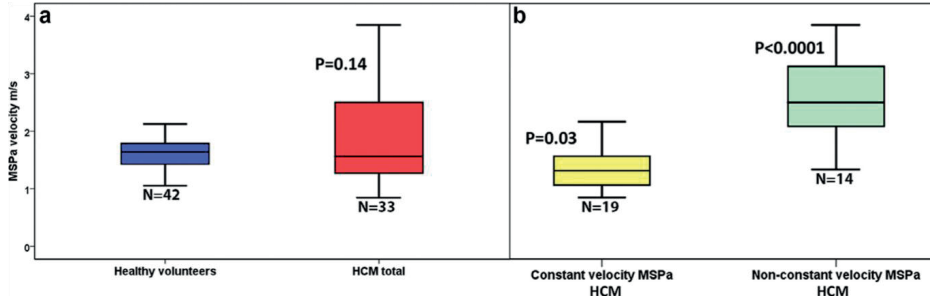 a
b
MSPa velocity m/s
4
3
2
1
0
P=0.14
N=42
N=33
Healthy volunteers
HCM total
P=0.03
P<0.0001
N=19
N=14
Constant velocity MSPa
HCM
Non-constant velocity MSPa
HCM